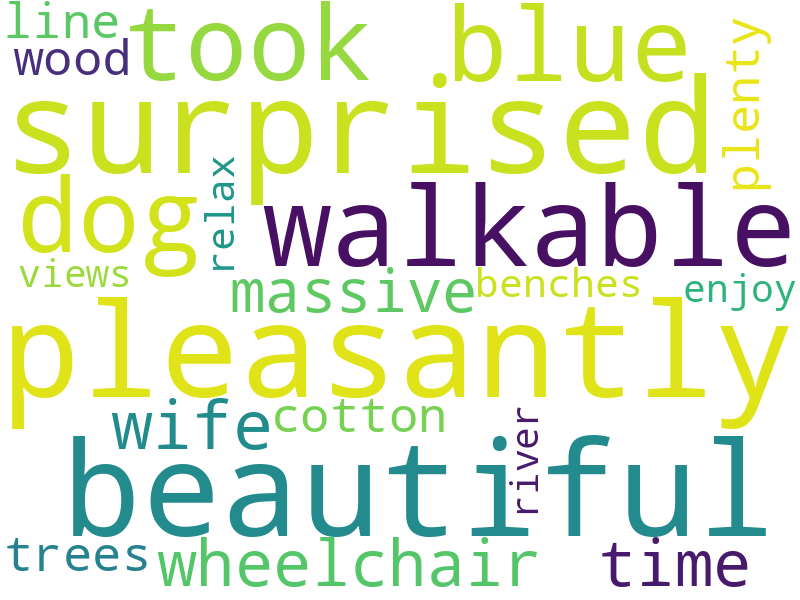 line
took
blue
wood
plenty
surprised
relax
dog
walkable
views
massive
benches
enjoy
pleasantly
wife
cotton
river
beautiful
trees
wheelchair
time